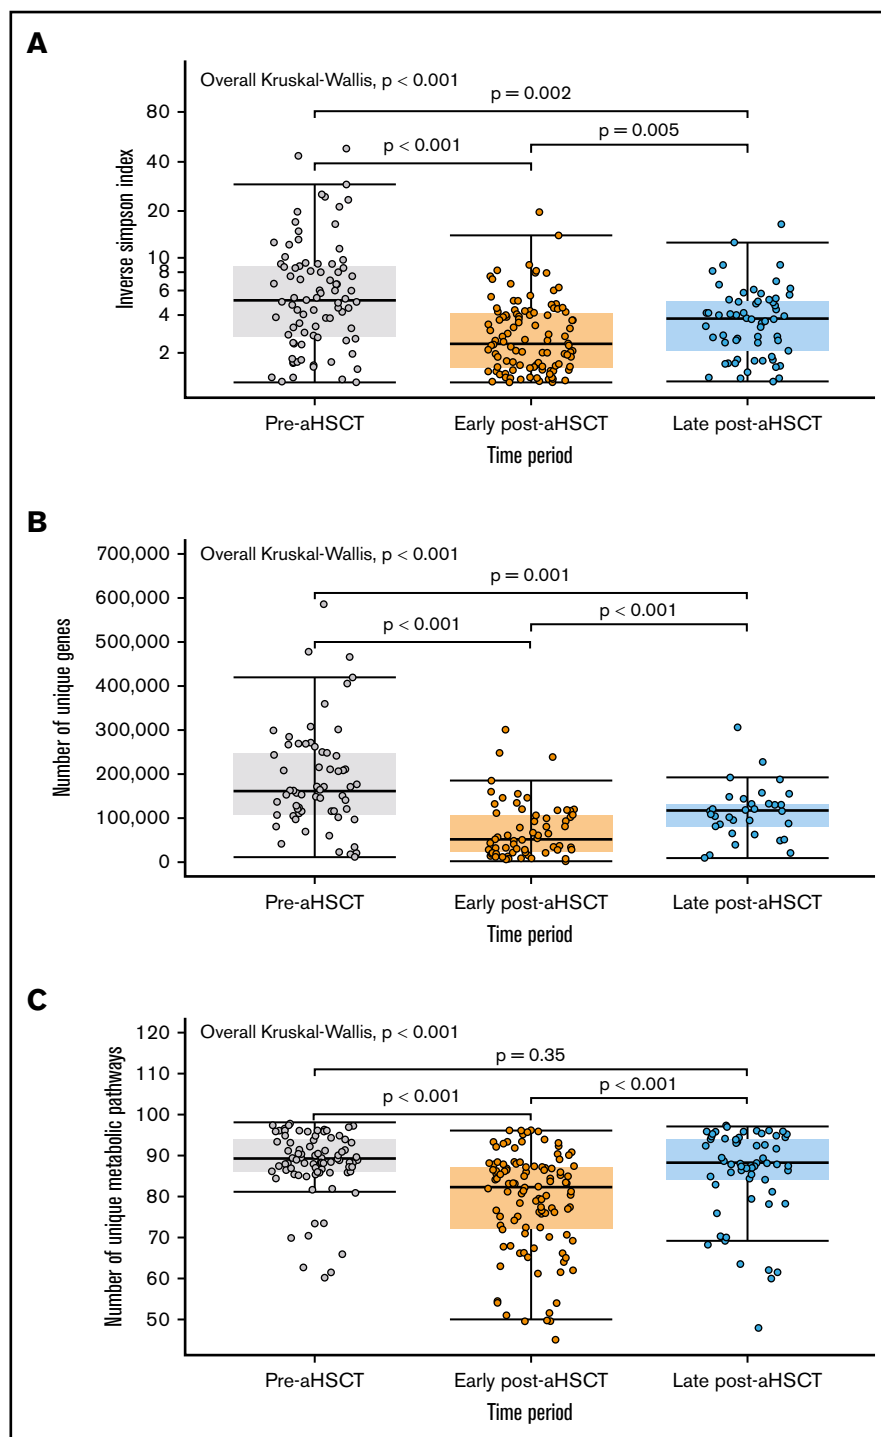 A
Overall Kruskal-Wallis, p < 0.001
p = 0.002
p < 0.001
p = 0.005
Inverse simpson index
80
40
20
10
8
6
4
2
Pre-aHSCT
Early post-aHSCT
Late post-aHSCT
Time period
B
Overall Kruskal-Wallis, p < 0.001
p = 0.001
p < 0.001
p < 0.001
Number of unique genes
700,000
600,000
500,000
400,000
300,000
200,000
100,000
0
Pre-aHSCT
Early post-aHSCT
Late post-aHSCT
Time period
C
Overall Kruskal-Wallis, p < 0.001
p = 0.35
p < 0.001
p < 0.001
Number of unique metabolic pathways
120
110
100
90
80
70
60
50
Pre-aHSCT
Early post-aHSCT
Late post-aHSCT
Time period